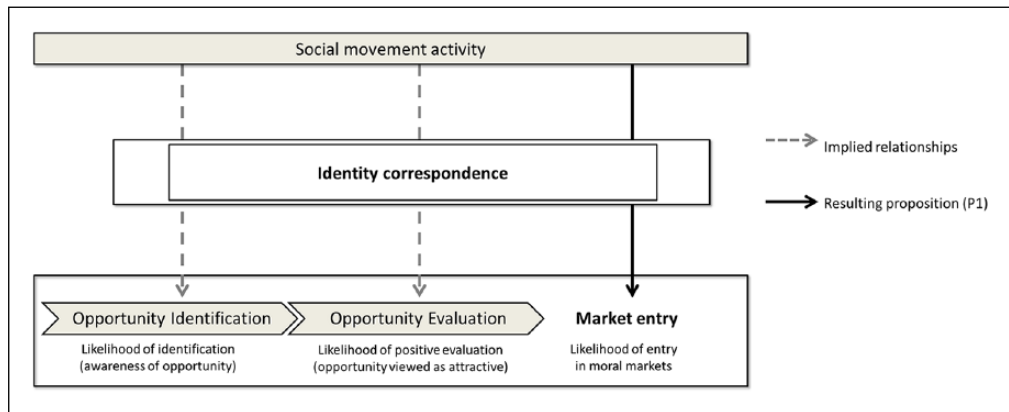 Social movement activity
Identity correspondence
Implied relationships
Resulting proposition (P1)
Opportunity Identification
Opportunity Evaluation
Market entry
Likelihood of identification
(awareness of opportunity)
Likelihood of positive evaluation
(opportunity viewed as attractive)
Likelihood of entry
in moral markets